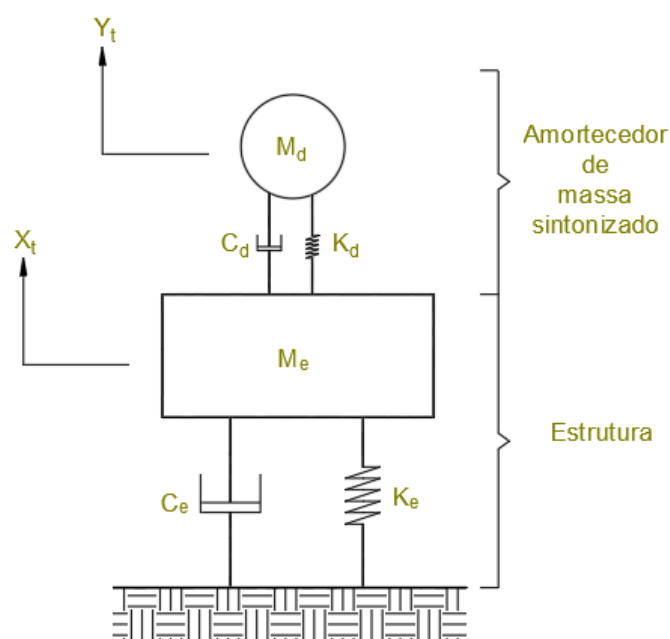 Yt
Amortecedor
de
massa
sintonizado
Md
Cd
Kd
Xt
Me
Estrutura
Ce
Ke